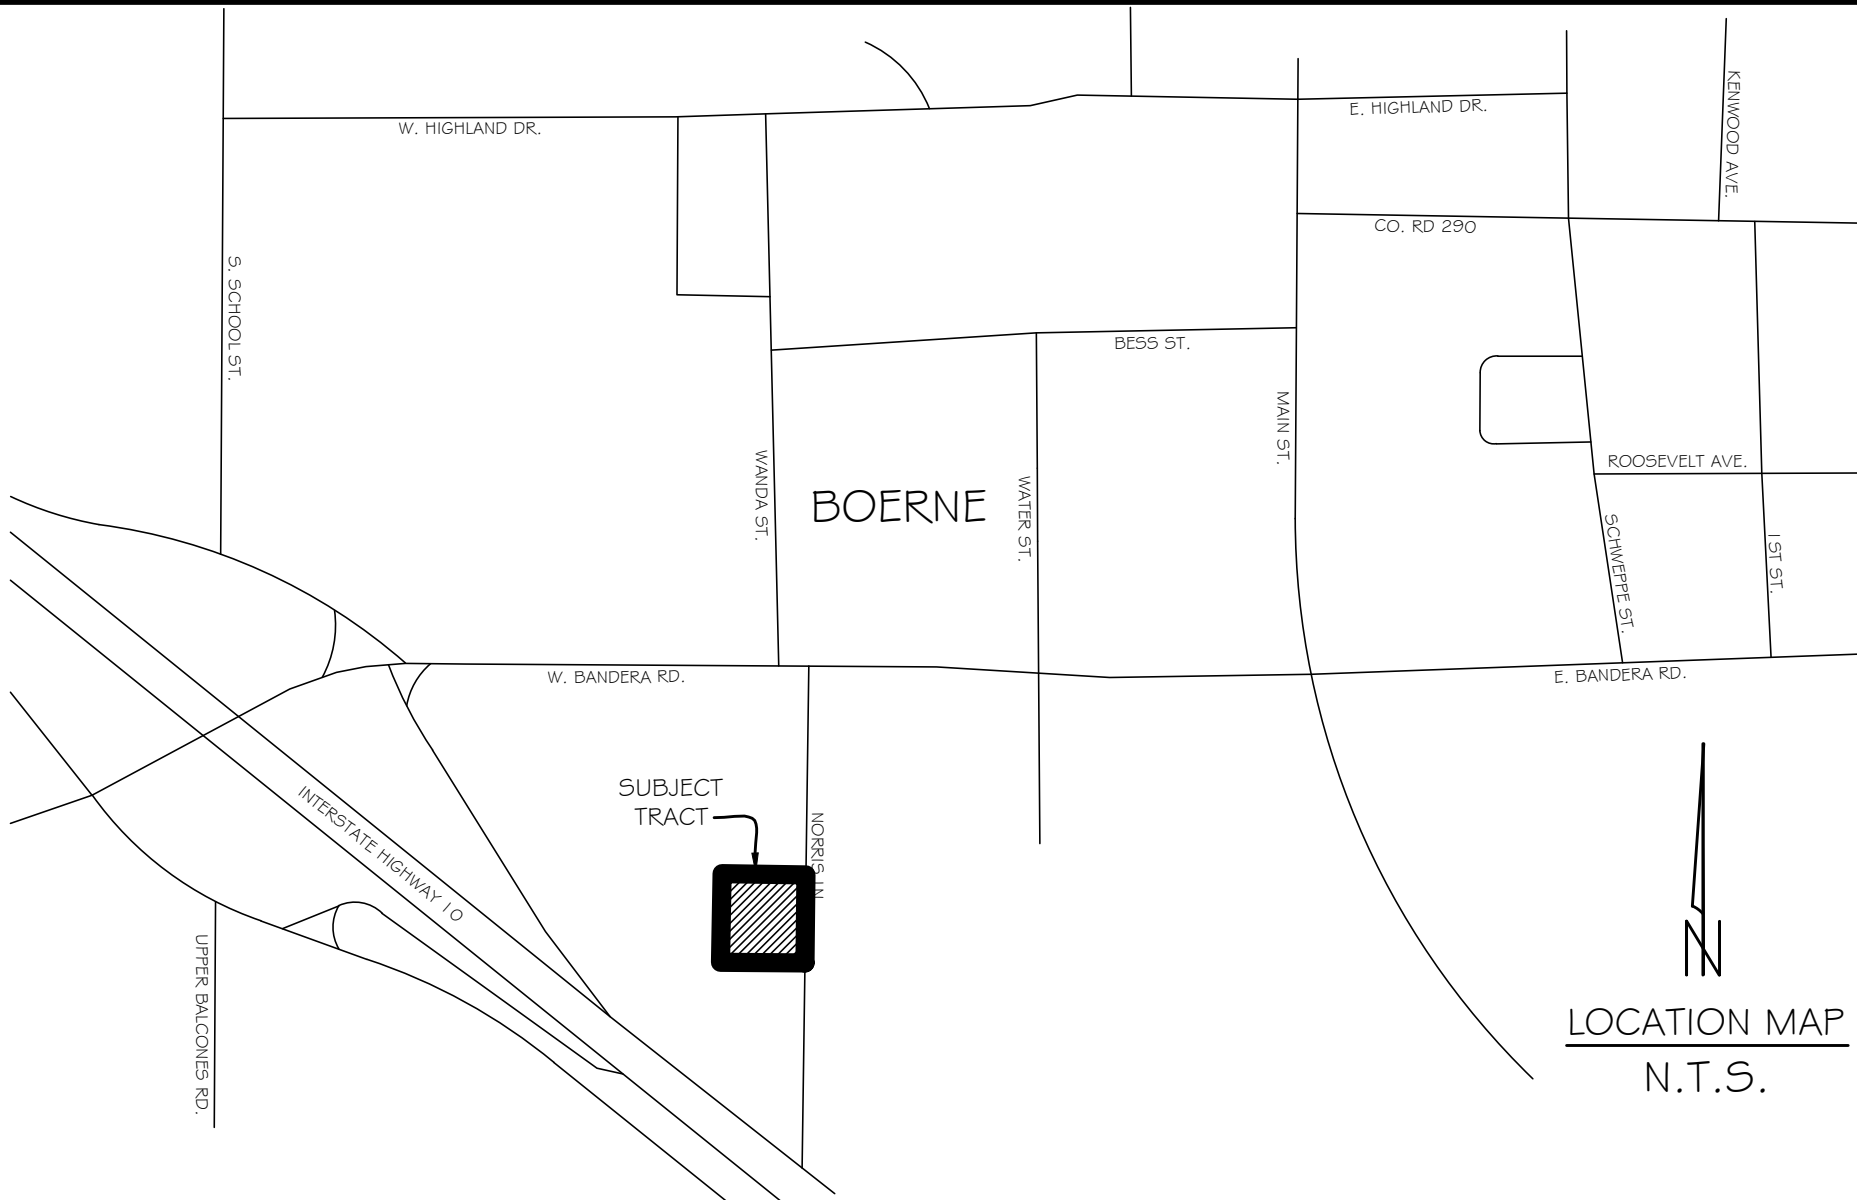 KENWOOD AVE.
E. HIGHLAND DR.
W. HIGHLAND DR.
CO. RD 290
S. SCHOOL ST.
BESS ST.
MAIN ST.
WANDA ST.
ROOSEVELT AVE.
BOERNE
WATER ST.
SCHWEPPE ST.
1ST ST.
W. BANDERA RD.
E. BANDERA RD.
SUBJECT
TRACT
INTERSTATE HIGHWAY 10
NORRIS LN
UPPER BALCONES RD.
N
LOCATION MAP
N.T.S.